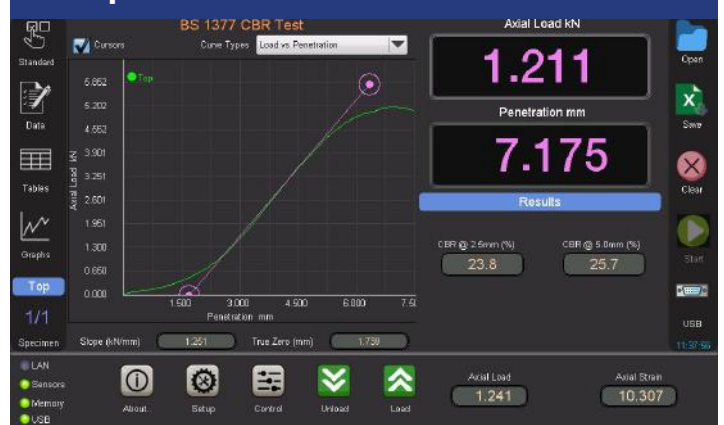 BS 1377 CBR Test
Cursors
Curve Types
Load vs Penetration
Top
5.852
5.202
4.552
3.901
3.251
2.601
1.951
1.300
0.650
0.000
Axial Load kN
1.500
3.000
4.500
6.000
7.50
Penetration mm
Slope (kN/mm)
1.251
True Zero (mm)
1.739
Axial Load kN
1.211
Penetration mm
7.175
Results
CBR @ 2.5mm (%)
23.8
CBR @ 5.0mm (%)
25.7
Standard
Data
Tables
Graphs
Top
1/1
Specimen
Open
Save
Clear
Start
USB
11:37:56
LAN
Sensors
Memory
USB
About..
Setup
Control
Unload
Load
Axial Load
1.241
Axial Strain
10.307